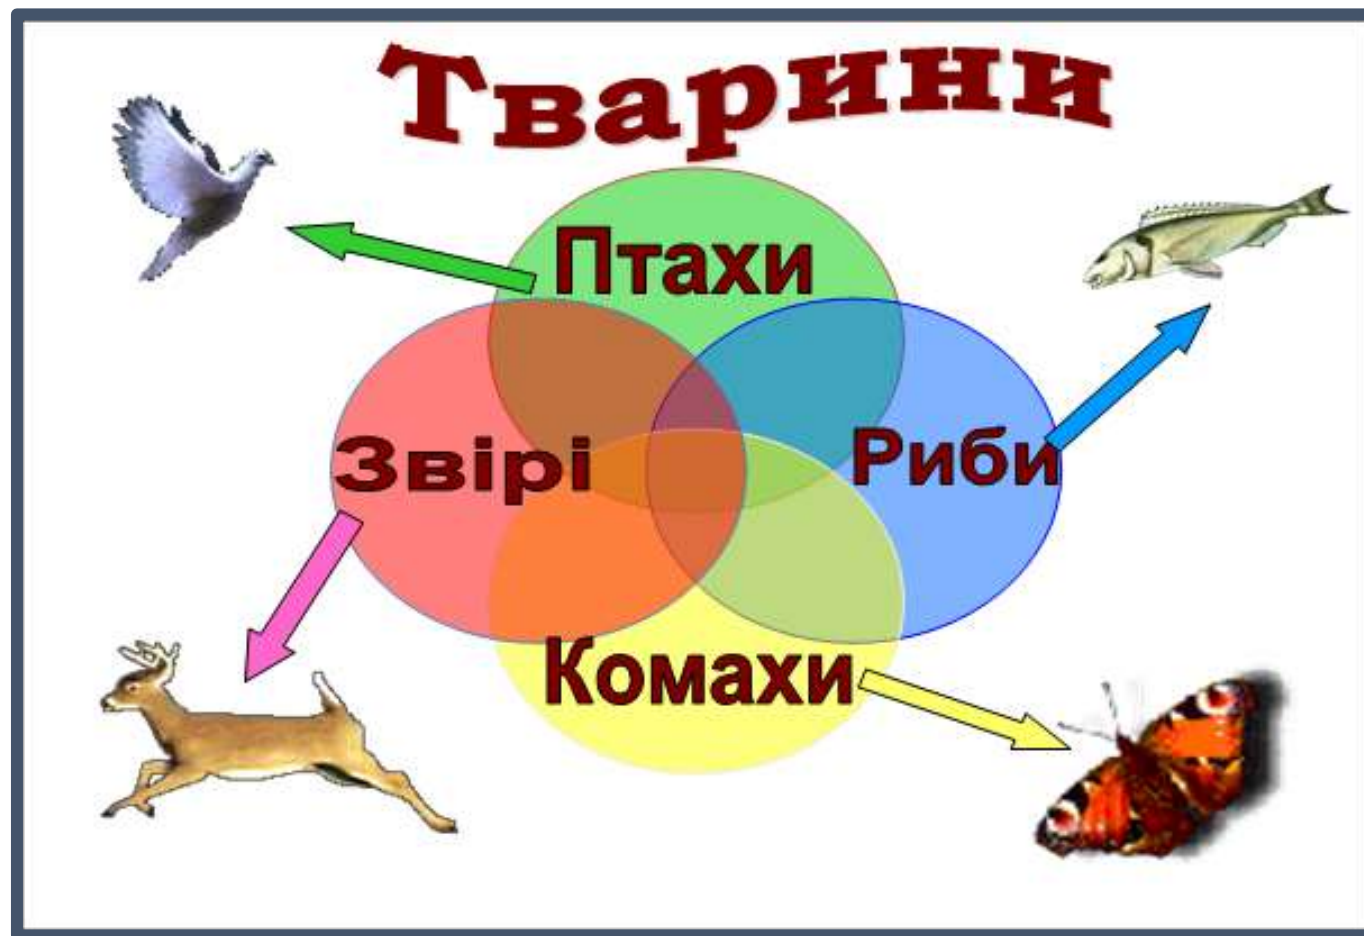 Тварини
Птахи
Звірі
Риби
Комахи